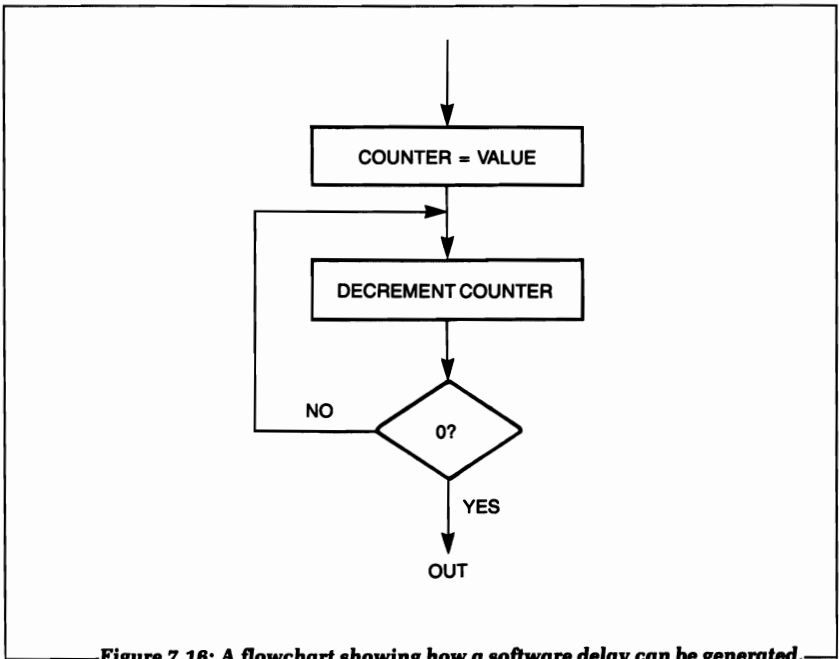 COUNTER = VALUE
DECREMENT COUNTER
NO
0?
YES
OUT
Figure 7.16: A flowchart showing how a software delay can be generated.